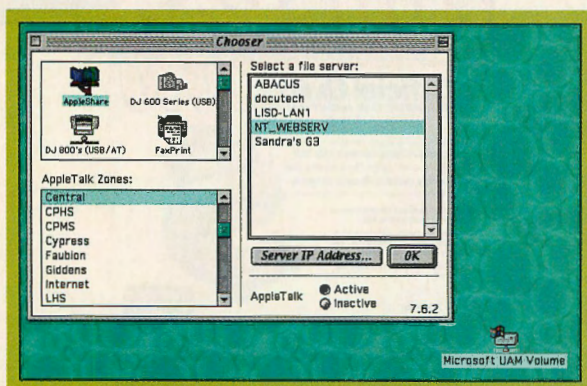 Chooser
AppleShare
DJ 600 Series (USB)
DJ 800's (USB/AT)
FaxPrint
AppleTalk Zones:
Central
CPHS
CPMS
Cypress
Faubion
Giddens
Internet
LHS
Select a file server:
ABACUS
docutech
LISD-LAN1
NT_WEBSERV
Sandra's G3
Server IP Address...
OK
AppleTalk
Active
Inactive
7.6.2
Microsoft UAM Volume